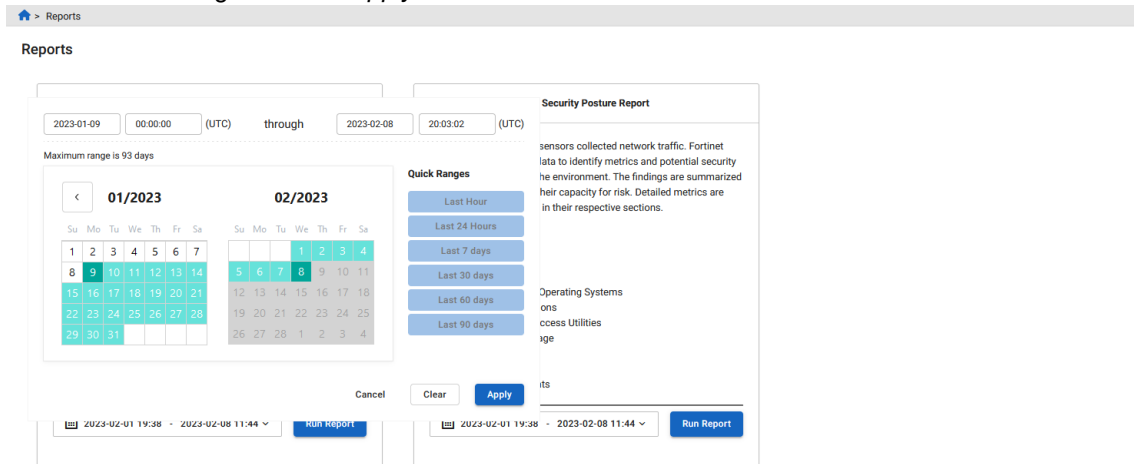 > Reports
Reports
Security Posture Report
2023-01-09 00:00:00 (UTC) through 2023-02-08 20:03:02 (UTC)
Maximum range is 93 days
sensors collected network traffic. Fortinet
data to identify metrics and potential security
he environment. The findings are summarized
heir capacity for risk. Detailed metrics are
in their respective sections.
Quick Ranges
Last Hour
Last 24 Hours
Last 7 days
Last 30 days
Last 60 days
Last 90 days
< 01/2023 02/2023
Su Mo Tu We Th Fr Sa Su Mo Tu We Th Fr Sa
1 2 3 4 5 6 7 1 2 3 4
8 9 10 11 12 13 14 5 6 7 8 9 10 11
15 16 17 18 19 20 21 12 13 14 15 16 17 18
22 23 24 25 26 27 28 19 20 21 22 23 24 25
29 30 31 26 27 28 1 2 3 4
Operating Systems
ons
ccess Utilities
age
nts
Cancel Clear Apply
2023-02-01 19:38 - 2023-02-08 11:44 Run Report
2023-02-01 19:38 - 2023-02-08 11:44 Run Report